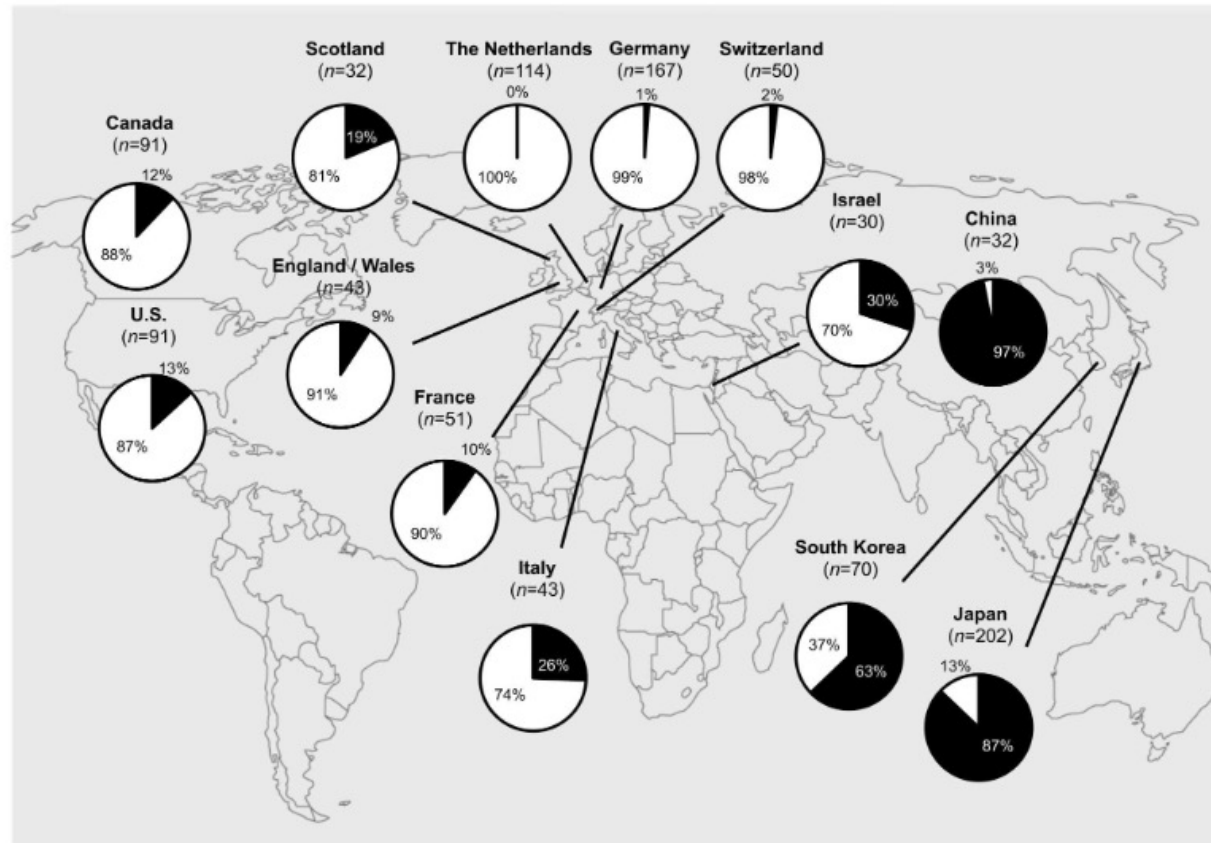 Scotland
(n=32)
19%
81%
The Netherlands
(n=114)
0%
100%
Germany
(n=167)
1%
99%
Switzerland
(n=50)
2%
98%
Canada
(n=91)
12%
88%
Israel
(n=30)
30%
70%
China
(n=32)
3%
97%
England / Wales
(n=43)
9%
91%
U.S.
(n=91)
13%
87%
France
(n=51)
10%
90%
Italy
(n=43)
26%
74%
South Korea
(n=70)
37%
63%
Japan
(n=202)
13%
87%